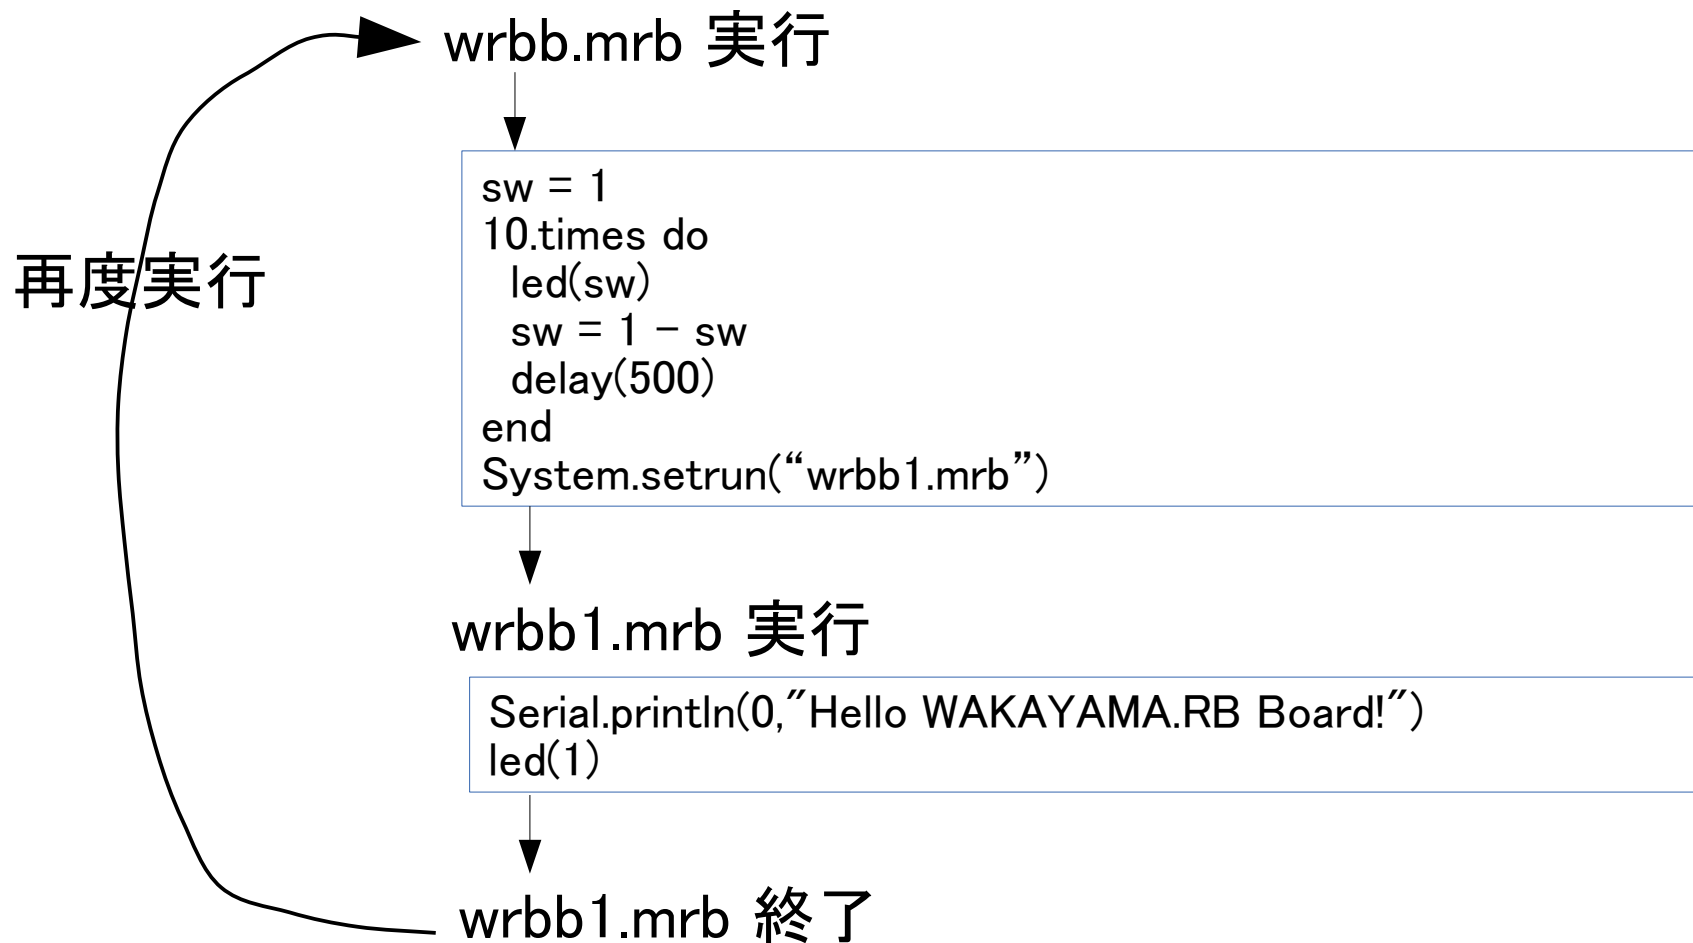 wrbb.mrb 実行
sw = 1
10.times do
led(sw)
sw = 1 - sw
delay(500)
end
System.setrun(“wrbb1.mrb”)
再度実行
wrbb1.mrb 実行
Serial.println(0,"Hello WAKAYAMA.RB Board!")
led(1)
wrbb1.mrb 終了